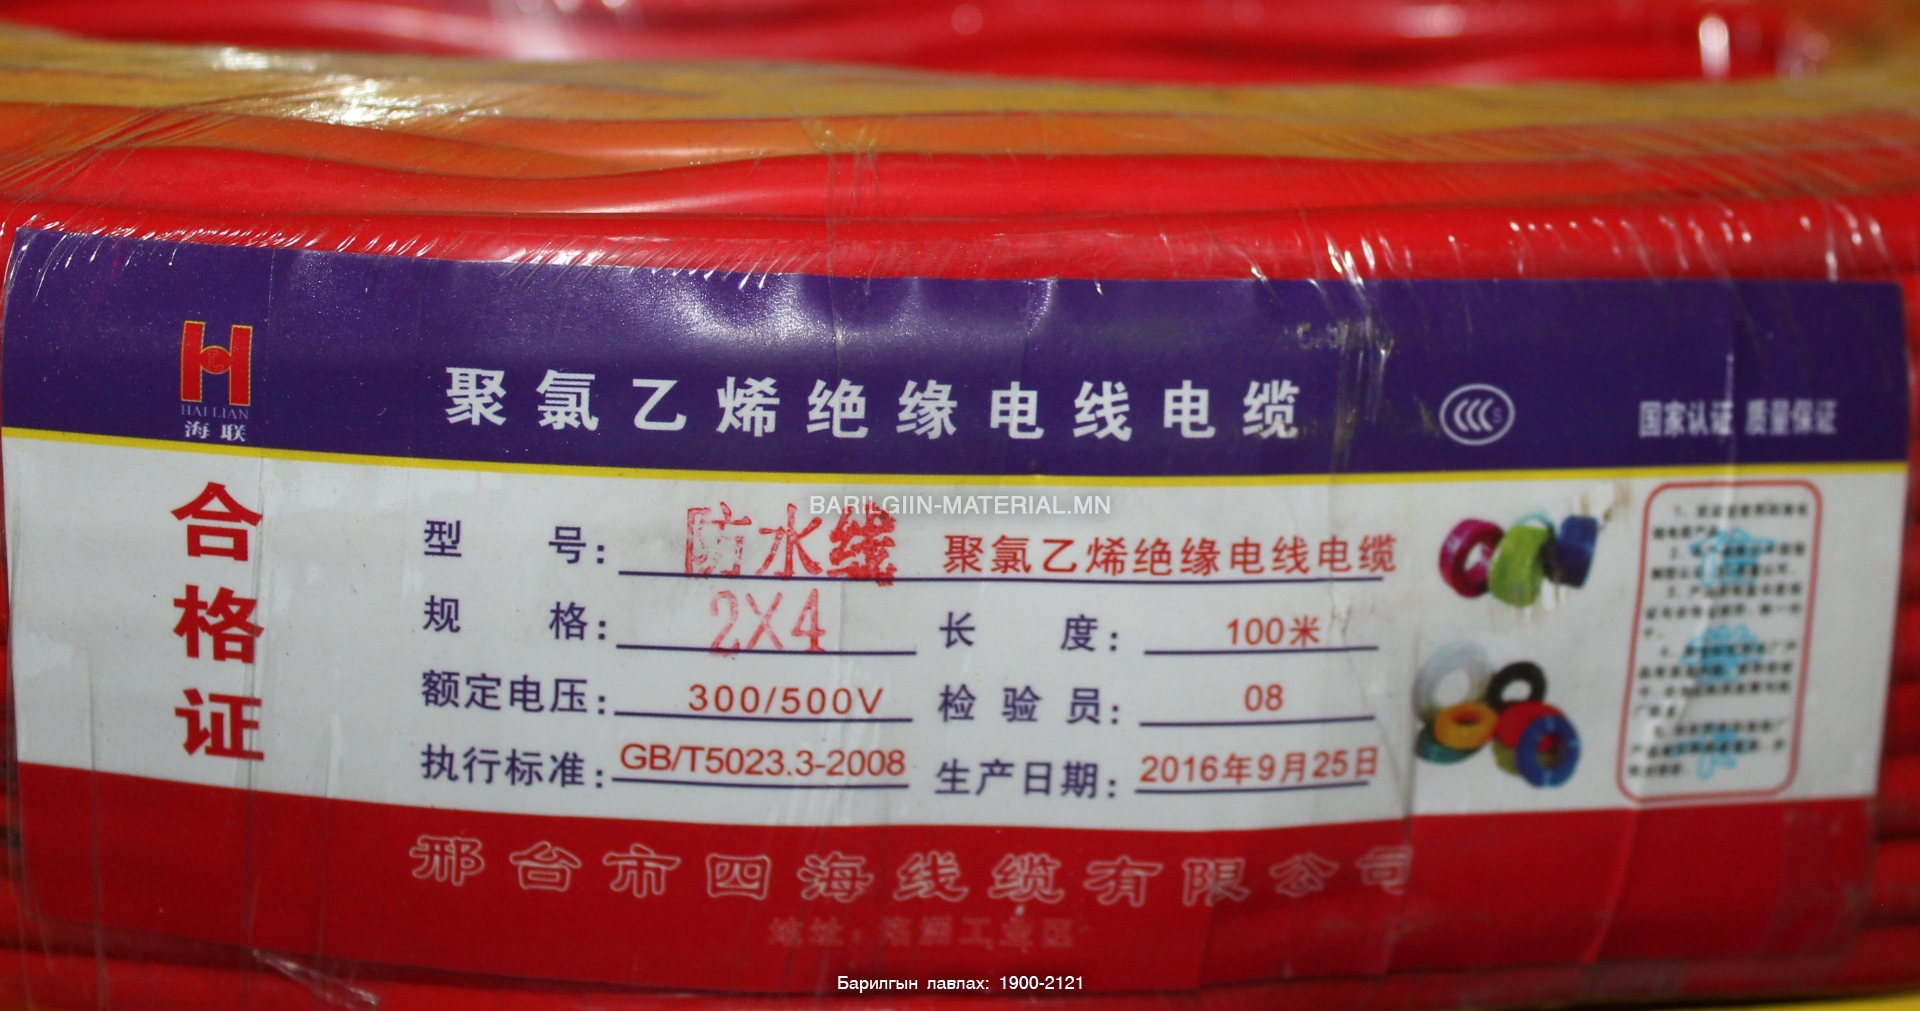 HAI LIAN
海联
聚氯乙烯绝缘电线电缆
国家认证 质量保证
BARILGIIN-MATERIAL.MN
合格证
型号: 防水线 聚氯乙烯绝缘电线电缆
规格: 2X4 长度: 100米
额定电压: 300/500V 检验员: 08
执行标准: GB/T5023.3-2008 生产日期: 2016年9月25日
邢台市四海线缆有限公司
Барилгын лавлах: 1900-2121